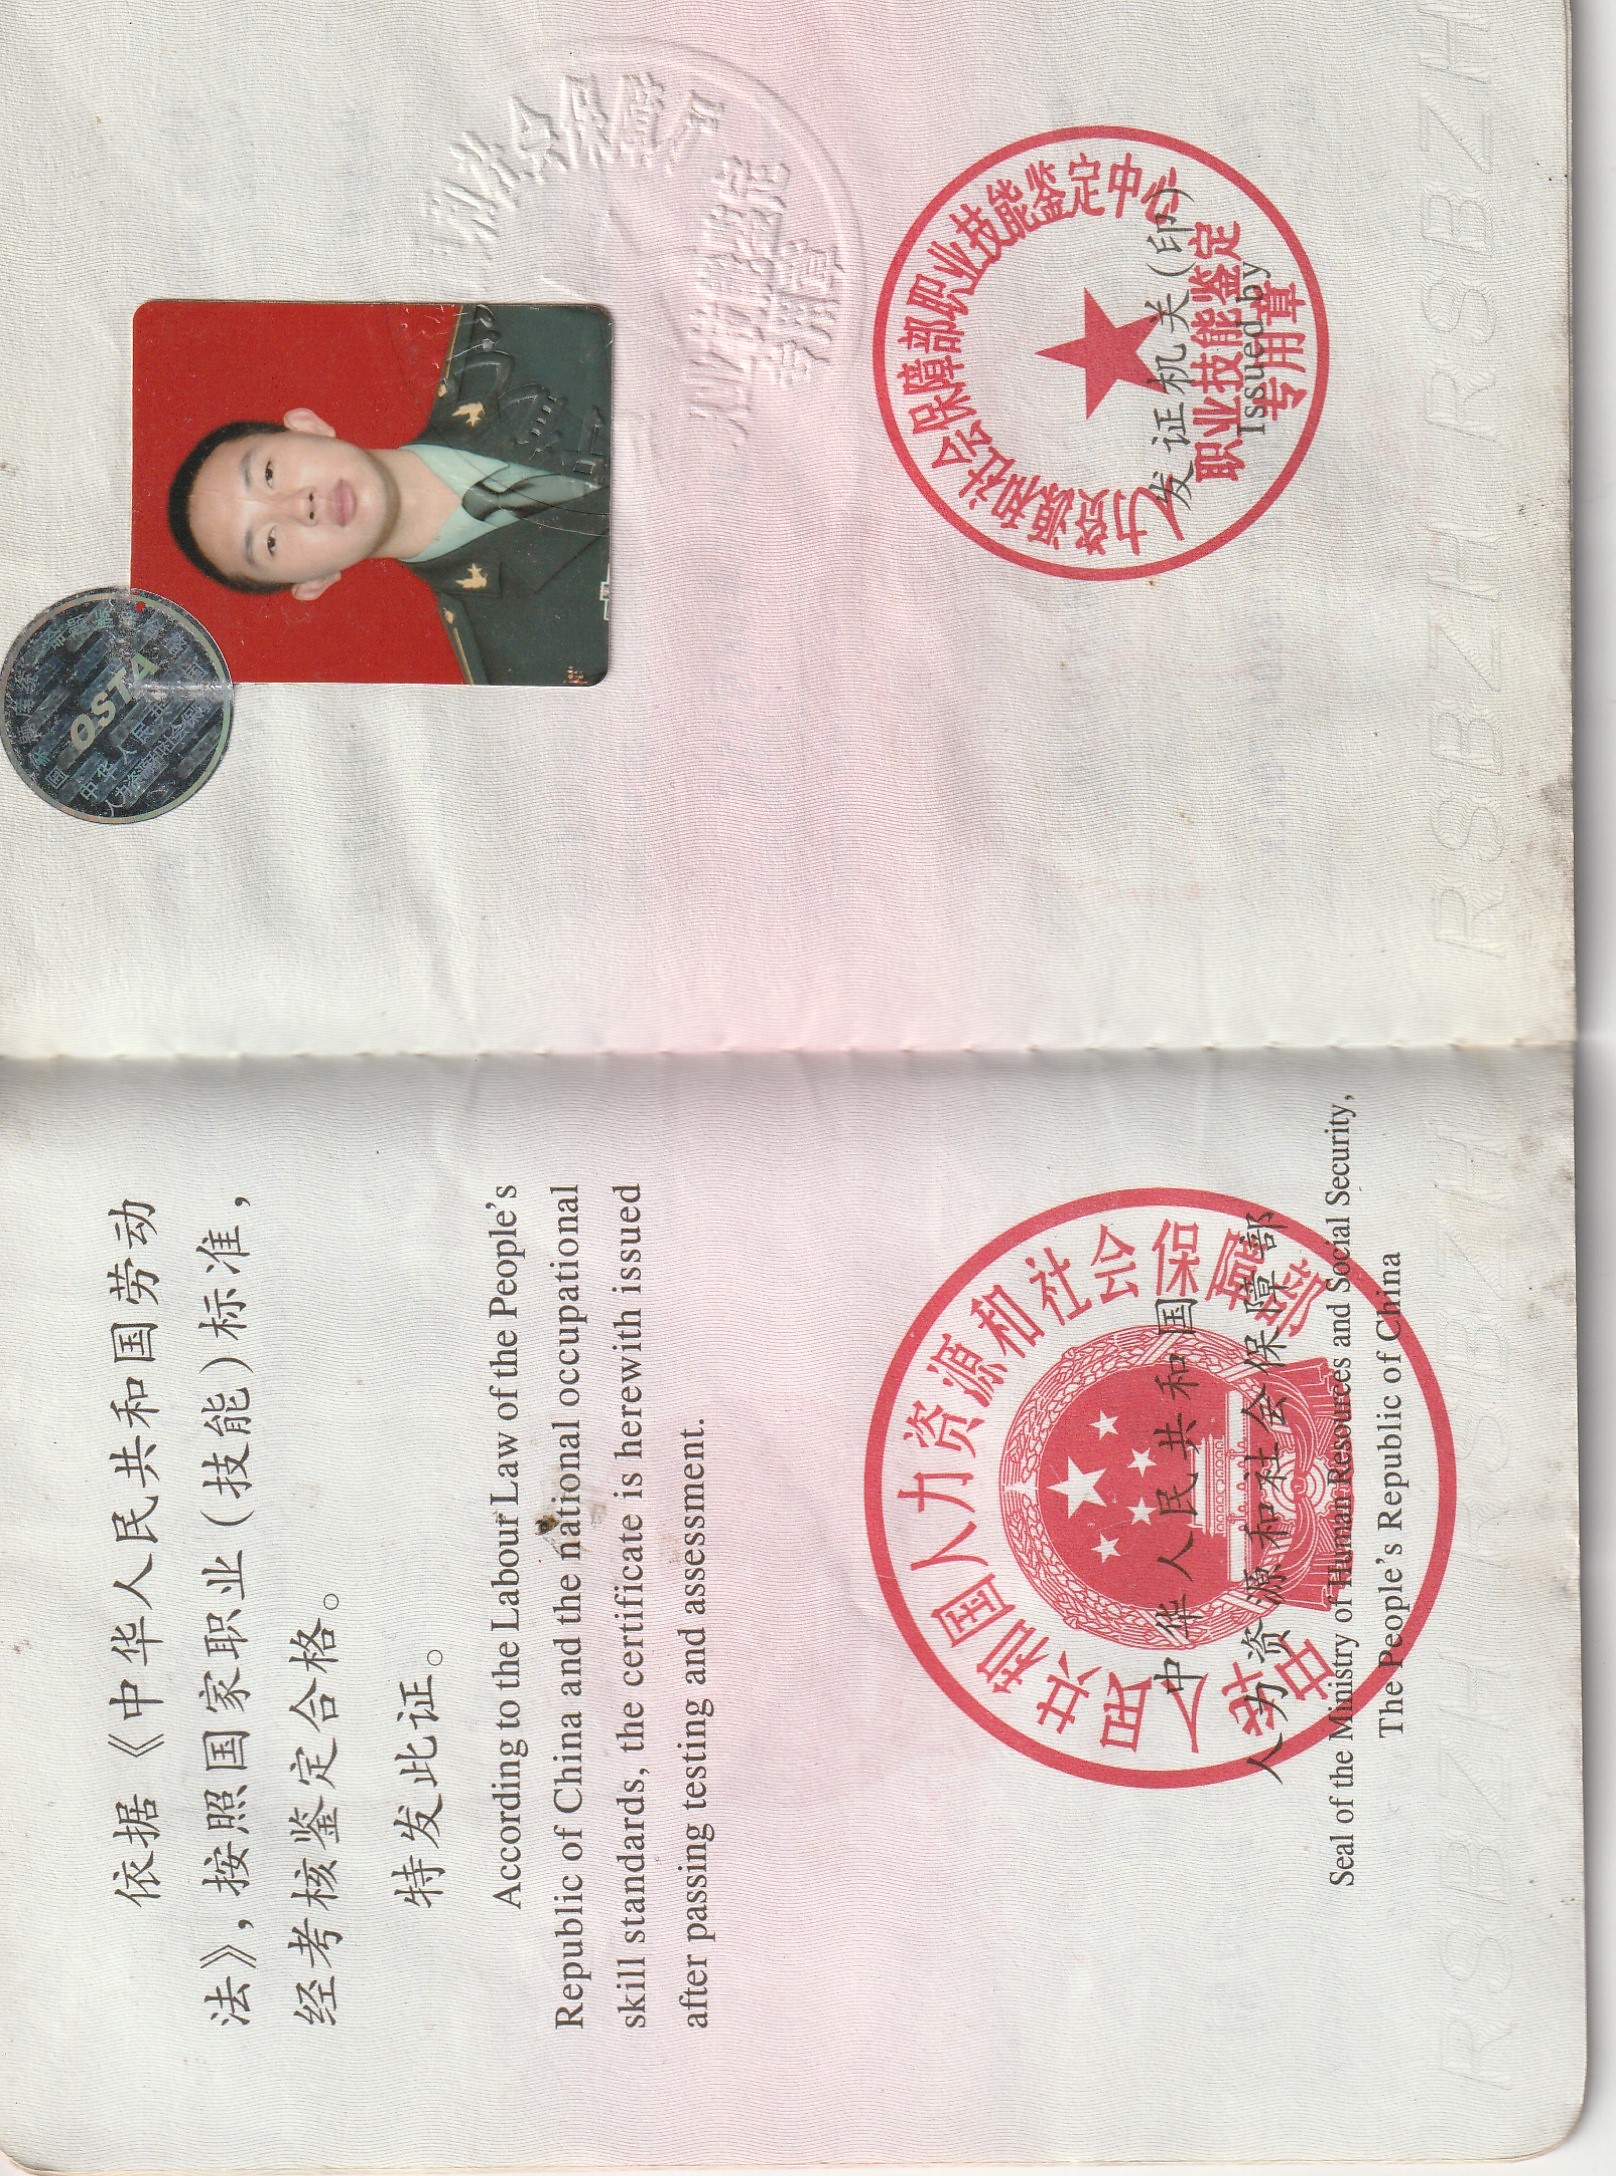 依据《中华人民共和国劳动
法》，按照国家职业（技能）标准，
经考核鉴定合格。
特发此证。
According to the Labour Law of the People’s
Republic of China and the national occupational
skill standards, the certificate is herewith issued
after passing testing and assessment.
中华人民共和国人力资源和社会保障部
中华人民共和国
人力资源和社会保障部
Seal of the Ministry of Human Resources and Social Security,
The People’s Republic of China
RSBZH RSBZH
OSTA
职业技能鉴定
专用章
人力资源和社会保障部职业技能鉴定中心
发证机关（印）
职业技能鉴定
Issued by
专用章
RSBZH RSBZH